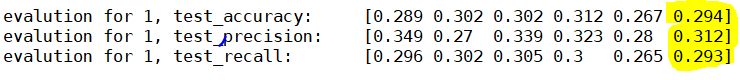 evalution for 1, test_accuracy: [0.289 0.302 0.302 0.312 0.267 0.294]
evalution for 1, test_precision: [0.349 0.27 0.339 0.323 0.28 0.312]
evalution for 1, test_recall: [0.296 0.302 0.305 0.3 0.265 0.293]